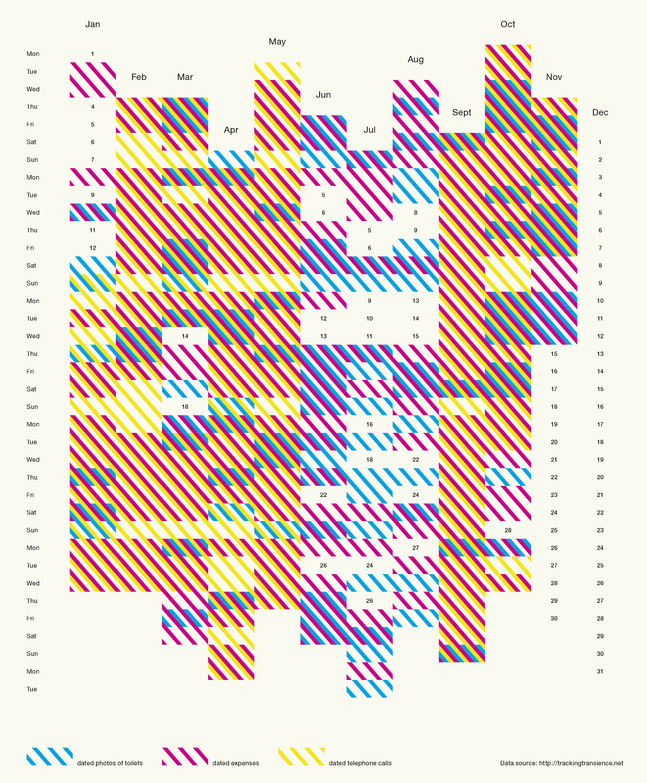 Jan Oct
May
Mon 1
Aug
Tue
Feb Mar Nov
Wed
Jun
Thu 4
Sept Dec
Fri 5
Apr Jul
Sat 6 1
Sun 7 2
Mon 3
Tue 9 5 4
Wed 6 8 5
Thu 11 5 9 6
Fri 12 6 7
Sat 8
Sun 9
Mon 9 13 10
Tue 12 10 14 11
Wed 14 13 11 15 12
Thu 15 13
Fri 16 14
Sat 17 15
Sun 18 18 16
Mon 16 19 17
Tue 20 18
Wed 18 22 21 19
Thu 22 20
Fri 22 24 23 21
Sat 24 22
Sun 28 25 23
Mon 27 26 24
Tue 26 24 27 25
Wed 28 26
Thu 26 29 27
Fri 30 28
Sat 29
Sun 30
Mon 31
Tue
dated photos of toilets dated expenses dated telephone calls Data source: http://trackingtransience.net